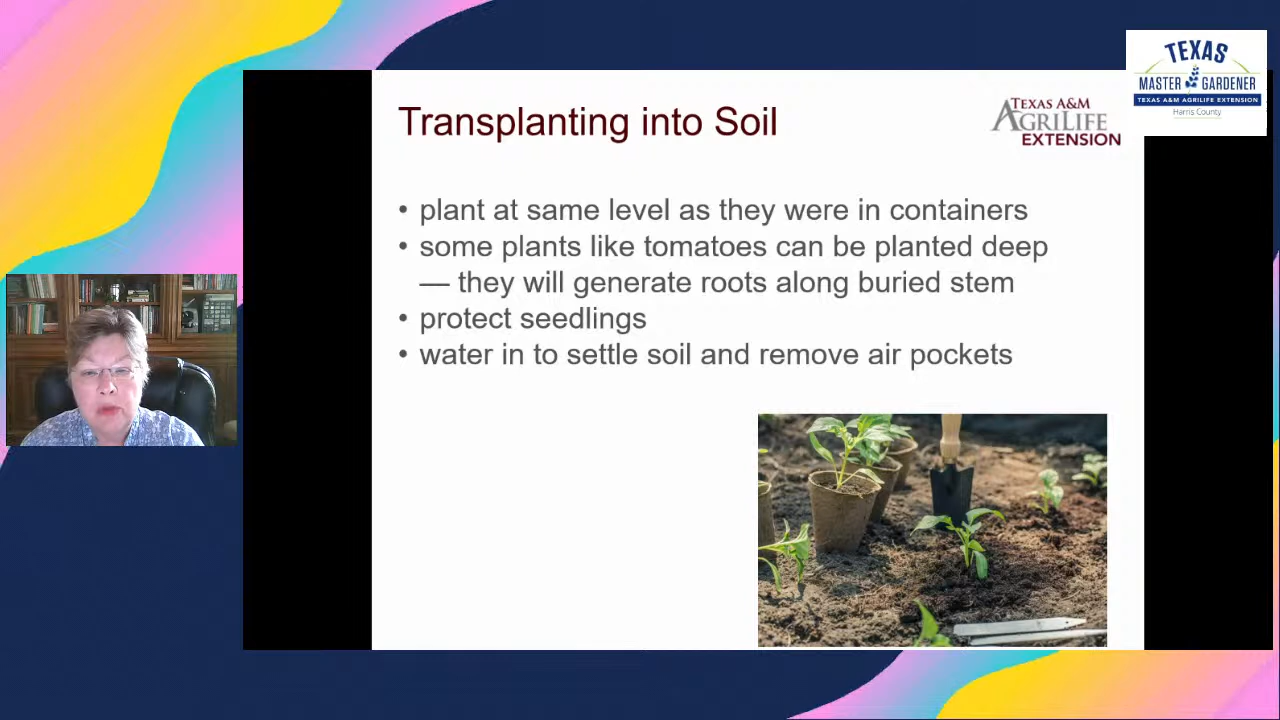 Transplanting into Soil
TEXAS A&M
AGRILIFE
EXTENSION
TEXAS
MASTER GARDENER
TEXAS A&M AGRILIFE EXTENSION
Harris County
• plant at same level as they were in containers
• some plants like tomatoes can be planted deep
— they will generate roots along buried stem
• protect seedlings
• water in to settle soil and remove air pockets